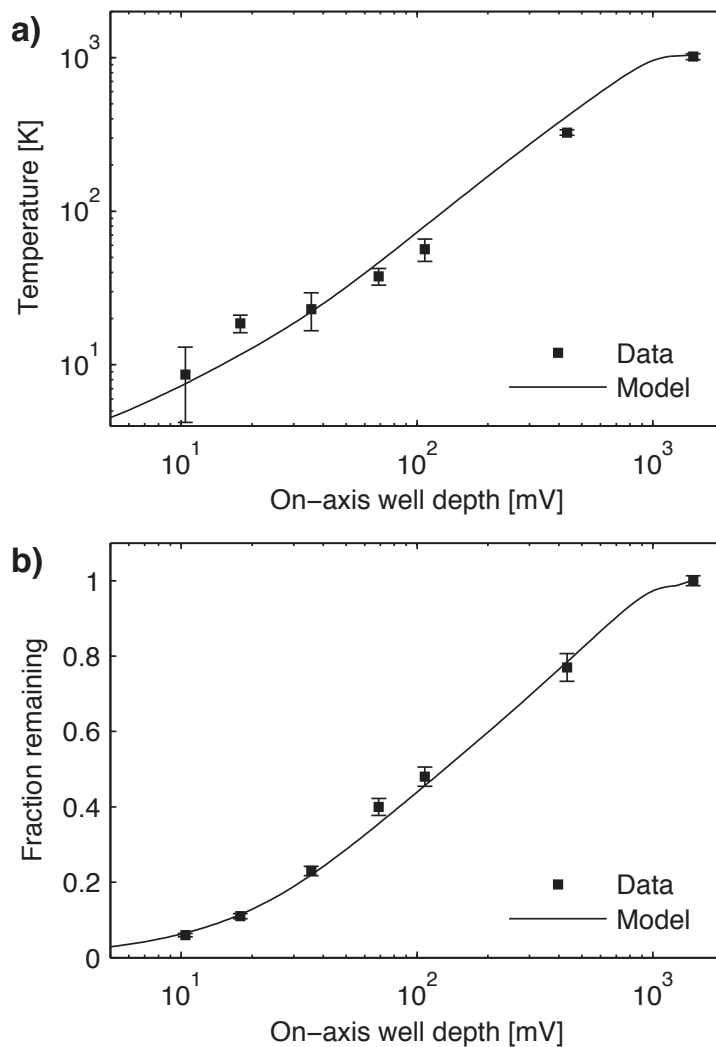 a)
Temperature [K]
10³
10²
10¹
Data
Model
10¹ 10² 10³
On−axis well depth [mV]
b)
Fraction remaining
1
0.8
0.6
0.4
0.2
0
Data
Model
10¹ 10² 10³
On−axis well depth [mV]